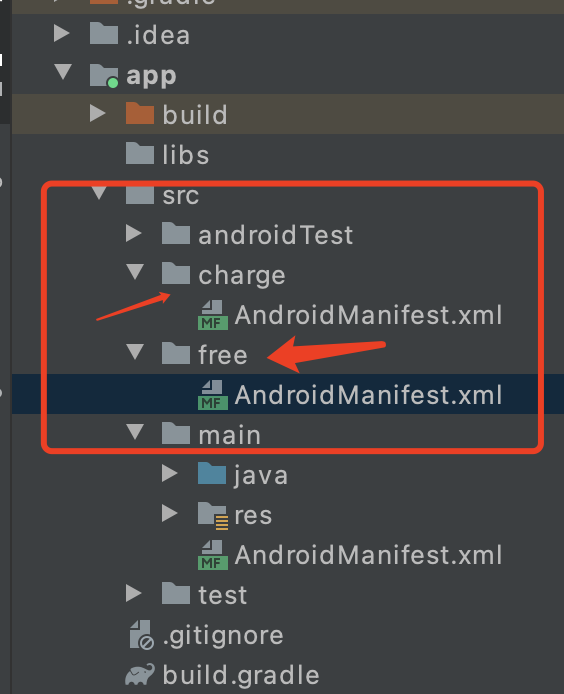 .gradle
.idea
app
build
libs
src
androidTest
charge
MF AndroidManifest.xml
free
MF AndroidManifest.xml
main
java
res
MF AndroidManifest.xml
test
.gitignore
build.gradle